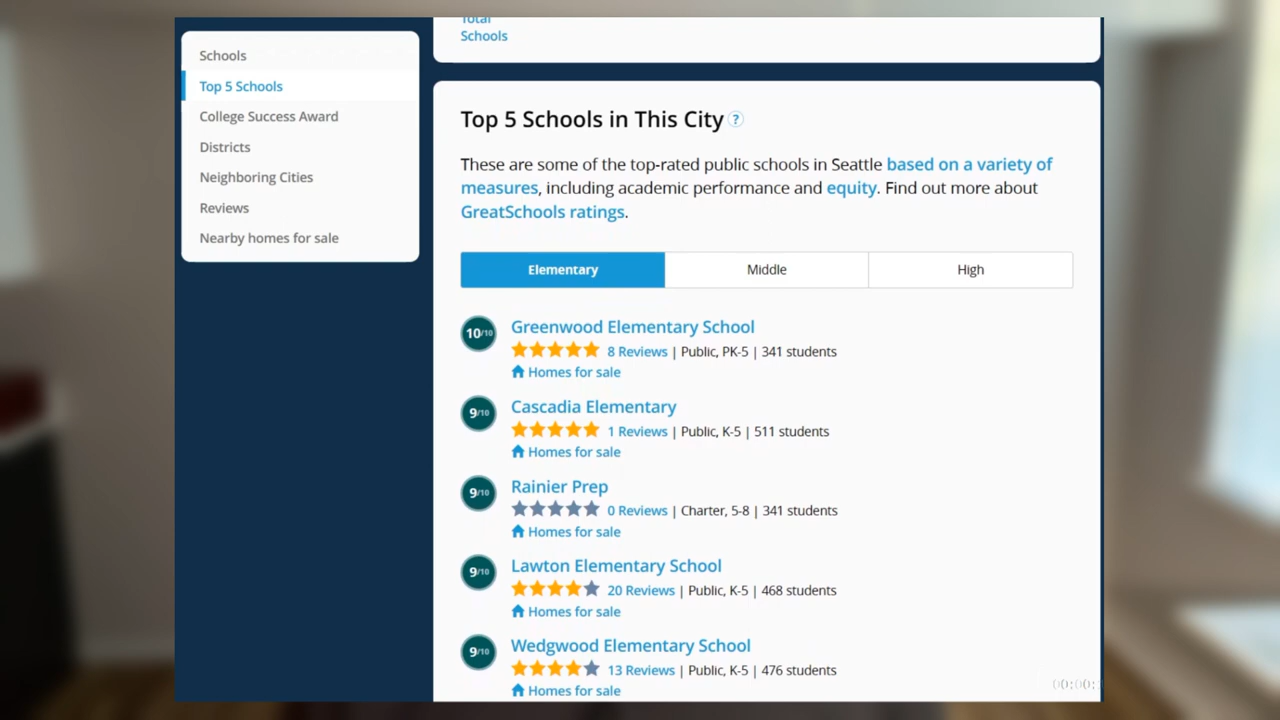 Total
Schools
Schools
Top 5 Schools
College Success Award
Districts
Neighboring Cities
Reviews
Nearby homes for sale
Top 5 Schools in This City ?
These are some of the top-rated public schools in Seattle based on a variety of
measures, including academic performance and equity. Find out more about
GreatSchools ratings.
Elementary Middle High
10/10 Greenwood Elementary School
8 Reviews | Public, PK-5 | 341 students
Homes for sale
9/10 Cascadia Elementary
1 Reviews | Public, K-5 | 511 students
Homes for sale
9/10 Rainier Prep
0 Reviews | Charter, 5-8 | 341 students
Homes for sale
9/10 Lawton Elementary School
20 Reviews | Public, K-5 | 468 students
Homes for sale
9/10 Wedgwood Elementary School
13 Reviews | Public, K-5 | 476 students
Homes for sale
00:00: